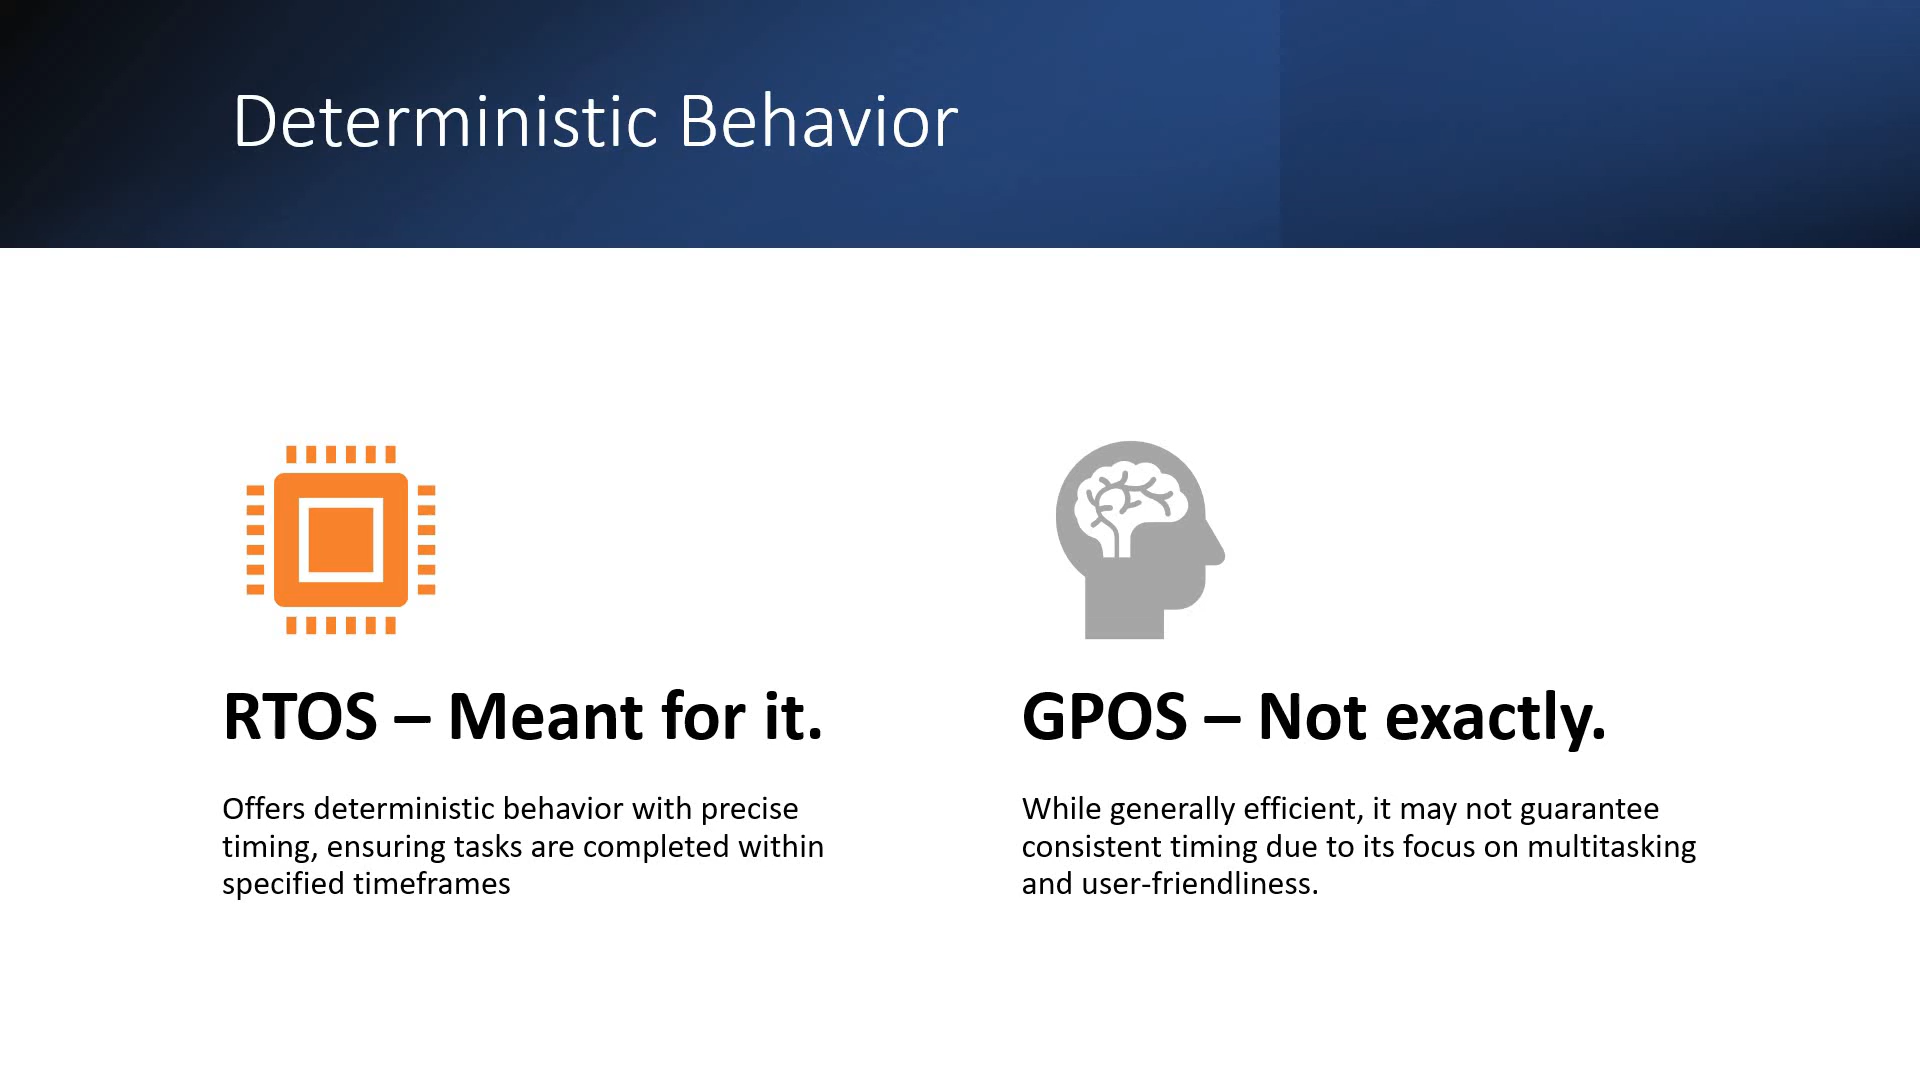 Deterministic Behavior
RTOS – Meant for it.
Offers deterministic behavior with precise
timing, ensuring tasks are completed within
specified timeframes
GPOS – Not exactly.
While generally efficient, it may not guarantee
consistent timing due to its focus on multitasking
and user-friendliness.